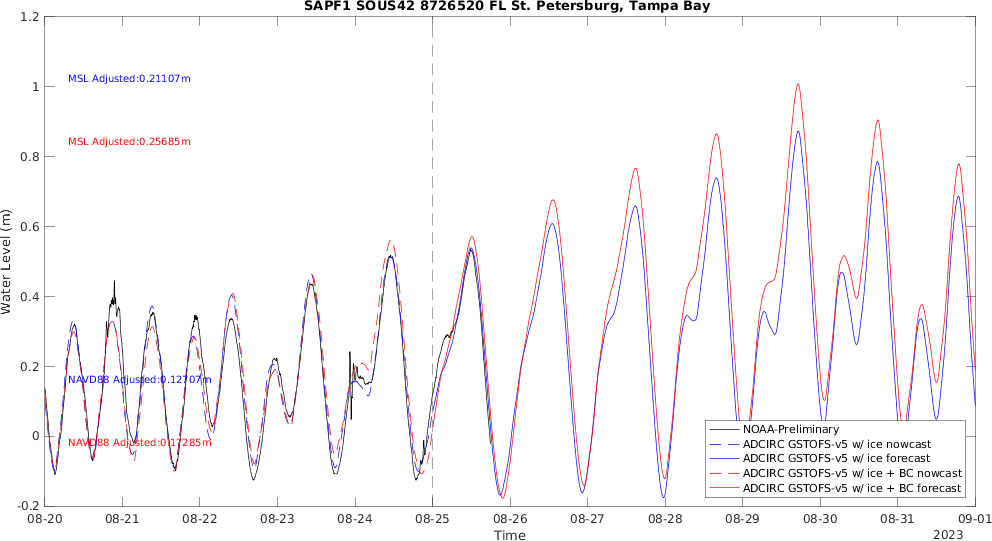 SAPF1 SOUS42 8726520 FL St. Petersburg, Tampa Bay
1.2
1
0.8
0.6
0.4
0.2
0
-0.2
Water Level (m)
MSL Adjusted:0.21107m
MSL Adjusted:0.25685m
NAVD88 Adjusted:0.12707m
NAVD88 Adjusted:0.17285m
NOAA-Preliminary
ADCIRC GSTOFS-v5 w/ ice nowcast
ADCIRC GSTOFS-v5 w/ ice forecast
ADCIRC GSTOFS-v5 w/ ice + BC nowcast
ADCIRC GSTOFS-v5 w/ ice + BC forecast
08-20 08-21 08-22 08-23 08-24 08-25 08-26 08-27 08-28 08-29 08-30 08-31 09-01
Time
2023